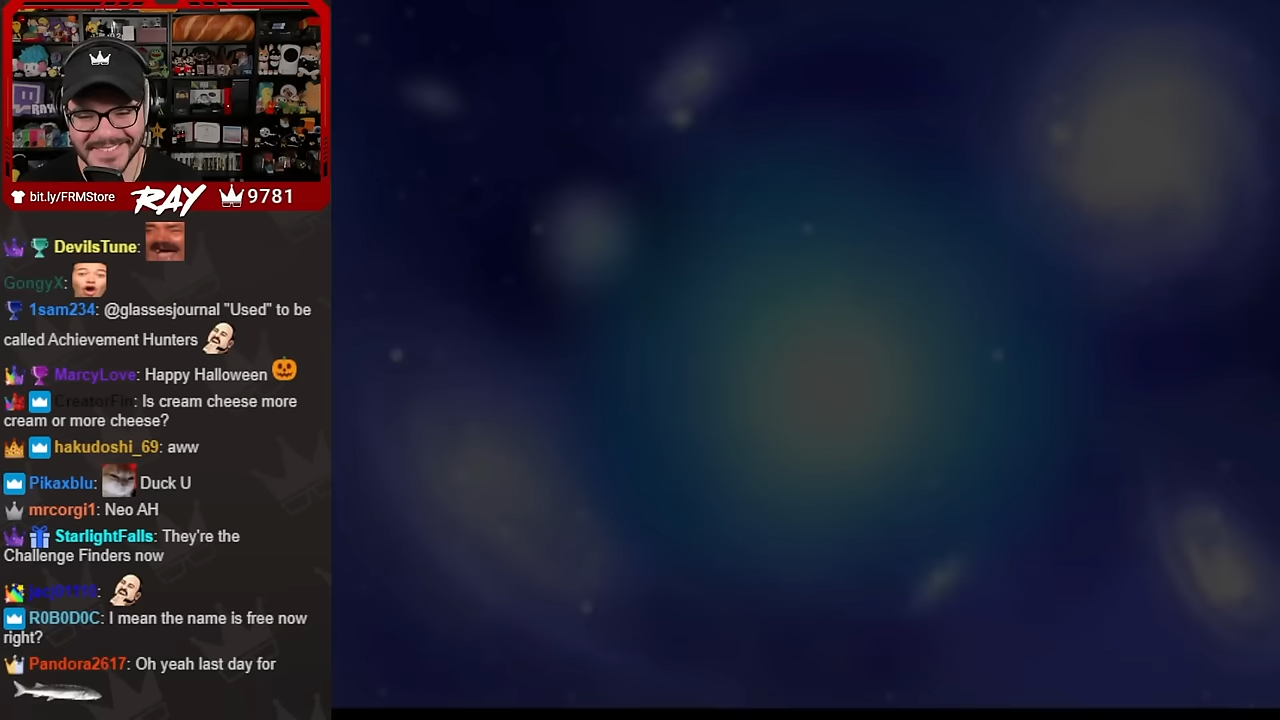 bit.ly/FRMStore RAY 9781
DevilsTune:
GongyX:
1sam234: @glassesjournal "Used" to be
called Achievement Hunters
MarcyLove: Happy Halloween
CreatorFin: Is cream cheese more
cream or more cheese?
hakudoshi_69: aww
Pikaxblu: Duck U
mrcorgi1: Neo AH
StarlightFalls: They're the
Challenge Finders now
R0B0D0C: I mean the name is free now
right?
Pandora2617: Oh yeah last day for